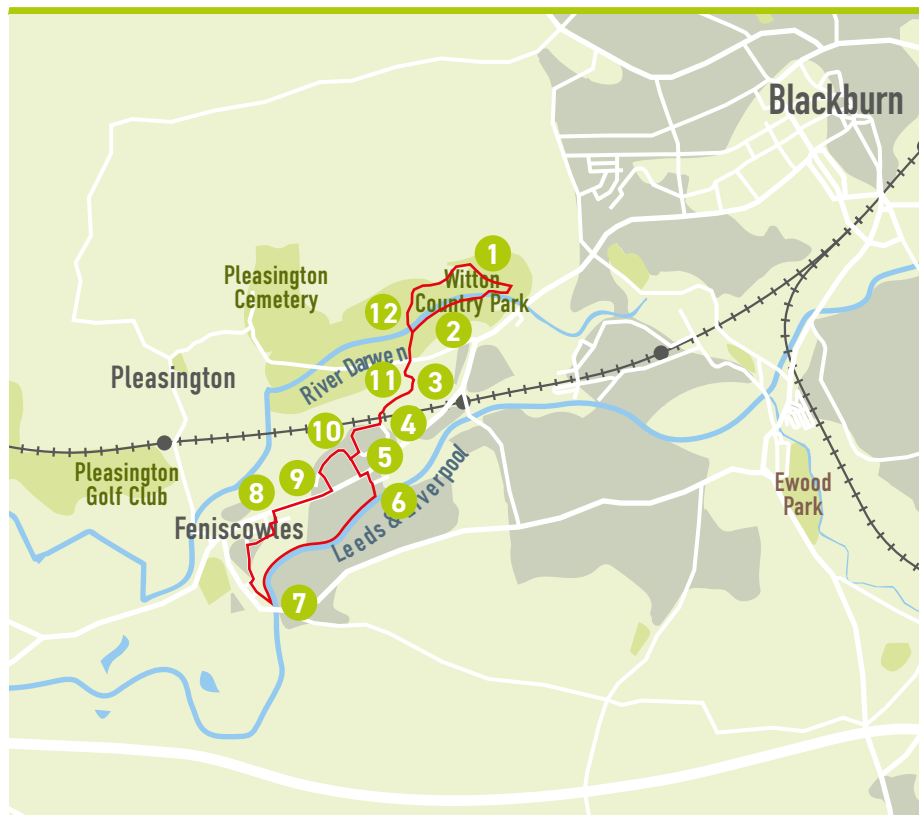 Blackburn
1
Witton
Country Park
Pleasington
Cemetery
12
2
River Darwen
Pleasington
11
3
4
10
5
Pleasington
Golf Club
9
8
6
Ewood
Park
Feniscowles
Leeds & Liverpool
7